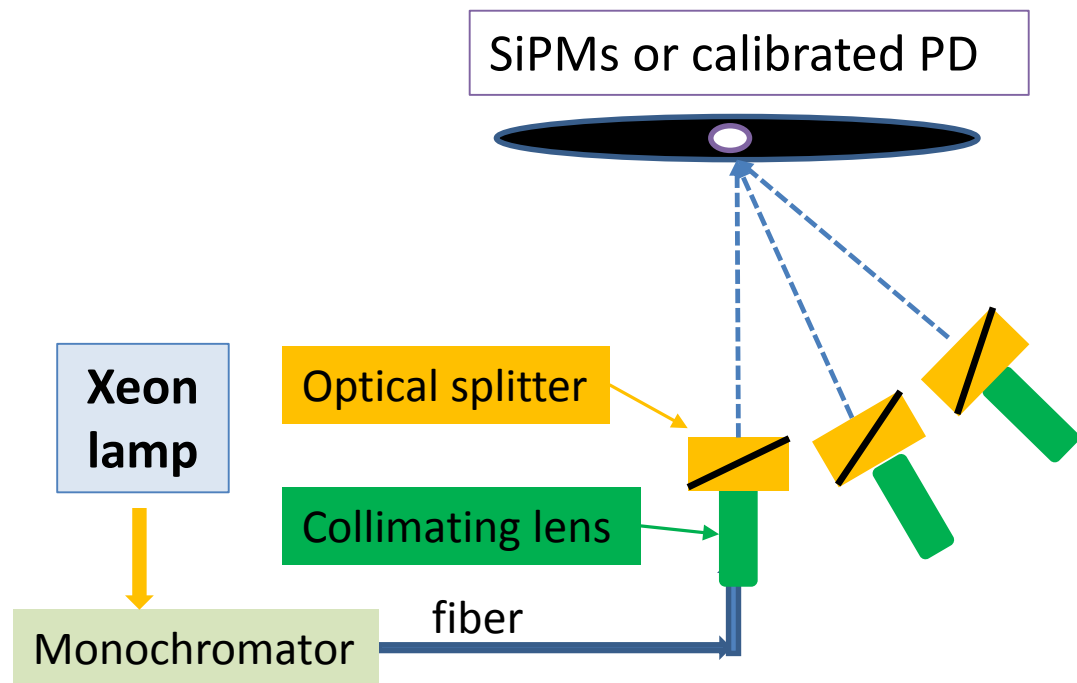 SiPMs or calibrated PD
Xeon
lamp
Optical splitter
Collimating lens
fiber
Monochromator